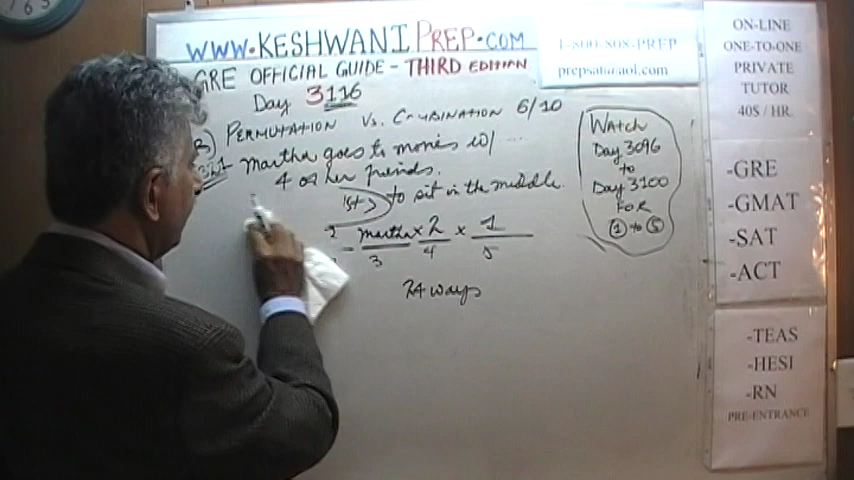 WWW.KESHWANIPREP.COM
GRE OFFICIAL GUIDE - THIRD EDITION
Day 3116
PERMUTATION Vs. COMBINATION 6/10
Martha goes to movies w/ ...
4 of her friends.
1st to sit in the middle.
2 Martha x 2 x 1
3 4 5
24 ways
WATCH
Day 3096
to
Day 3100
FOR
1 to 5
1-800-808-PREP
prepsat@aol.com
ON-LINE
ONE-TO-ONE
PRIVATE
TUTOR
40$ / HR.
-GRE
-GMAT
-SAT
-ACT
-TEAS
-HESI
-RN
PRE-ENTRANCE